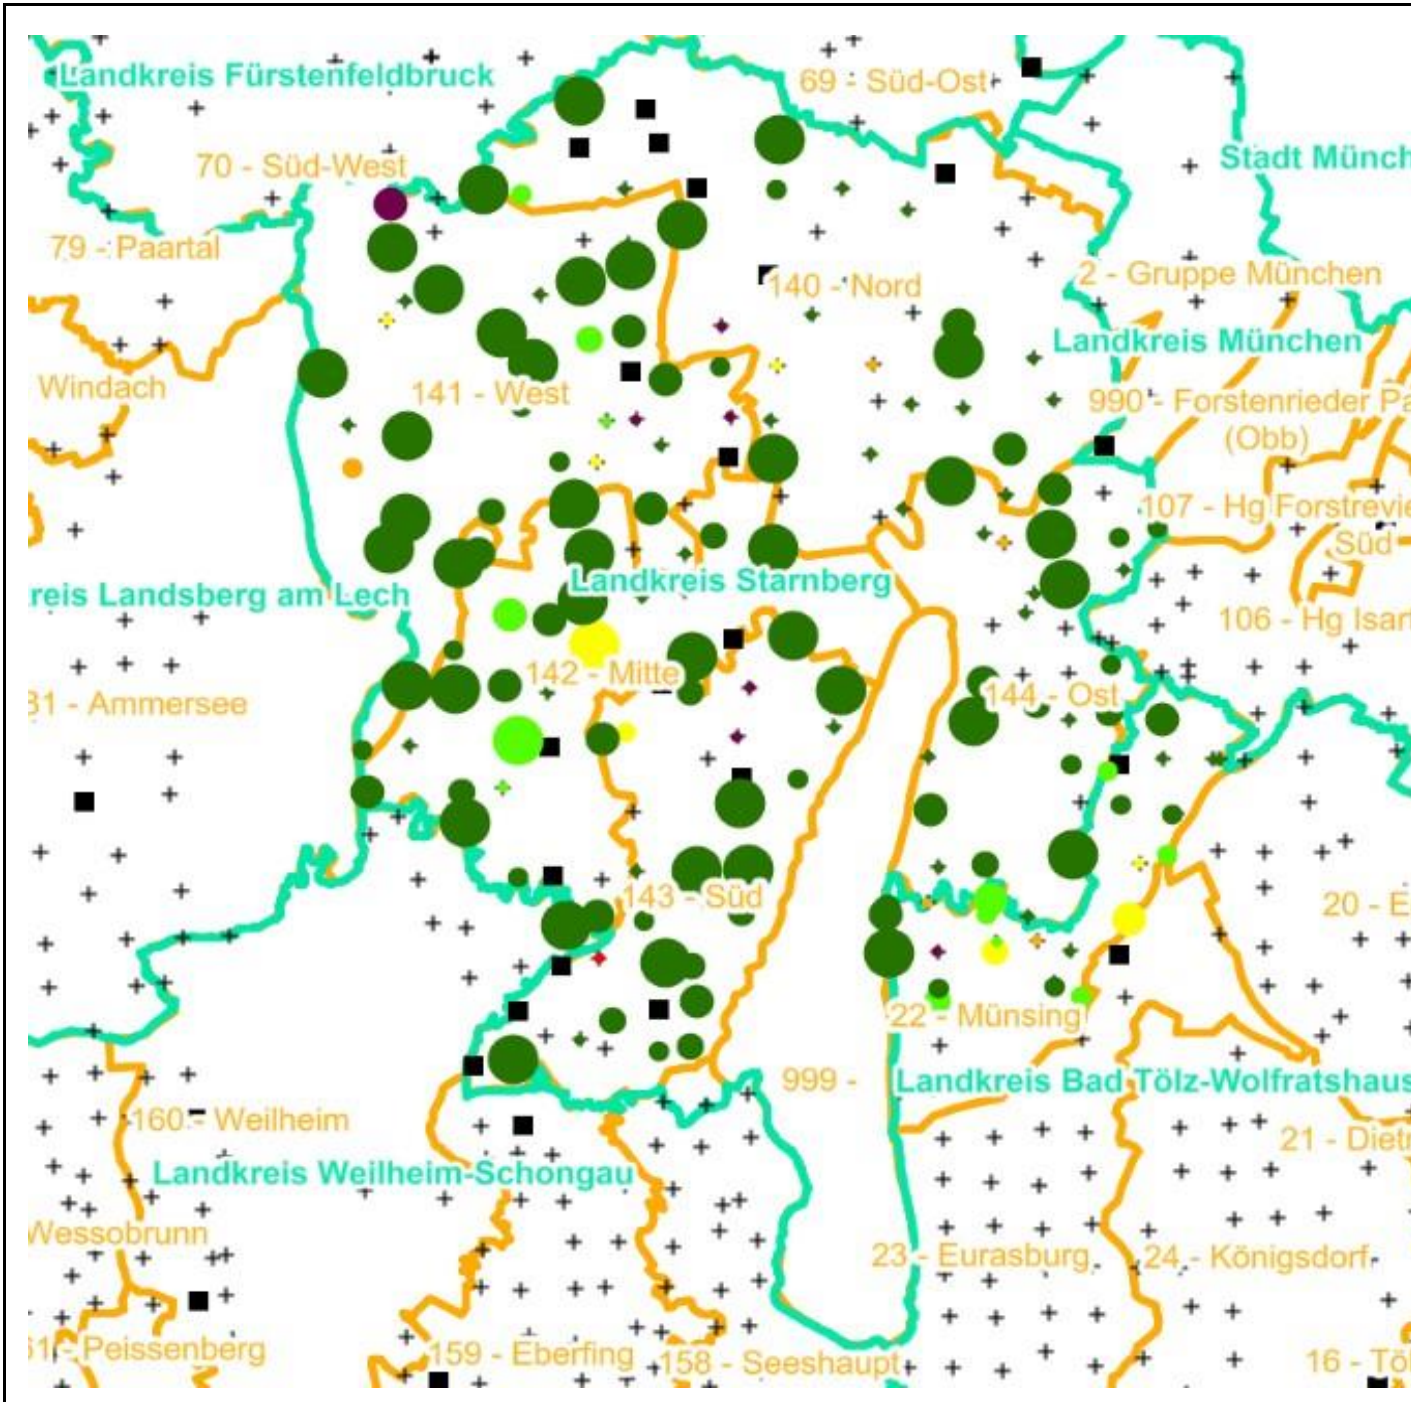 Landkreis Fürstenfeldbruck
69 - Süd-Ost
Stadt Münch
70 - Süd-West
79 - Paartal
2 - Gruppe München
140 - Nord
Landkreis München
Windach
141 - West
990 - Forstenrieder Pa
(Obb)
107 - Hg Forstrevie
Süd
Landkreis Starnberg
reis Landsberg am Lech
106 - Hg Isar
142 - Mitte
144 - Ost
31 - Ammersee
143 - Süd
20 - E
22 - Münsing
999 -
Landkreis Bad Tölz-Wolfratshaus
160 - Weilheim
21 - Diet
Landkreis Weilheim-Schongau
Wessobrunn
23 - Eurasburg
24 - Königsdorf
61 - Peissenberg
159 - Eberfing
158 - Seeshaupt
16 - Töl